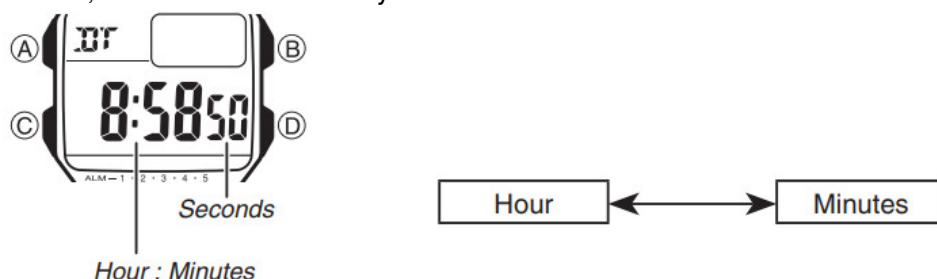 DT
A
B
8:58 50
C
D
ALM – 1 · 2 · 3 · 4 · 5
Seconds
Hour : Minutes
Hour
Minutes